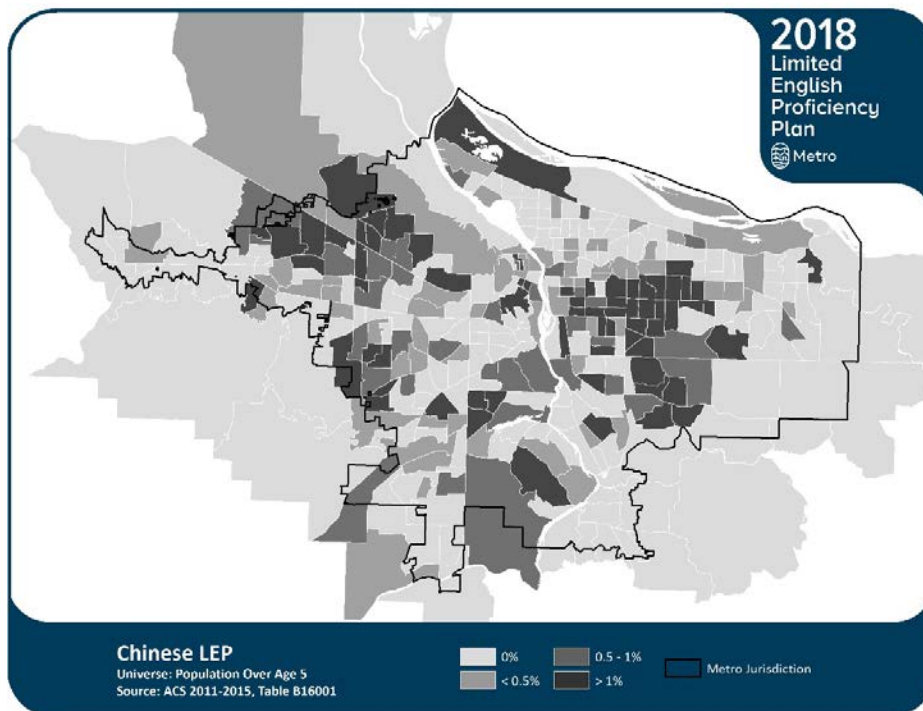 2018
Limited
English
Proficiency
Plan
Metro
Chinese LEP
Universe: Population Over Age 5
Source: ACS 2011-2015, Table B16001
0%
< 0.5%
0.5 - 1%
> 1%
Metro Jurisdiction